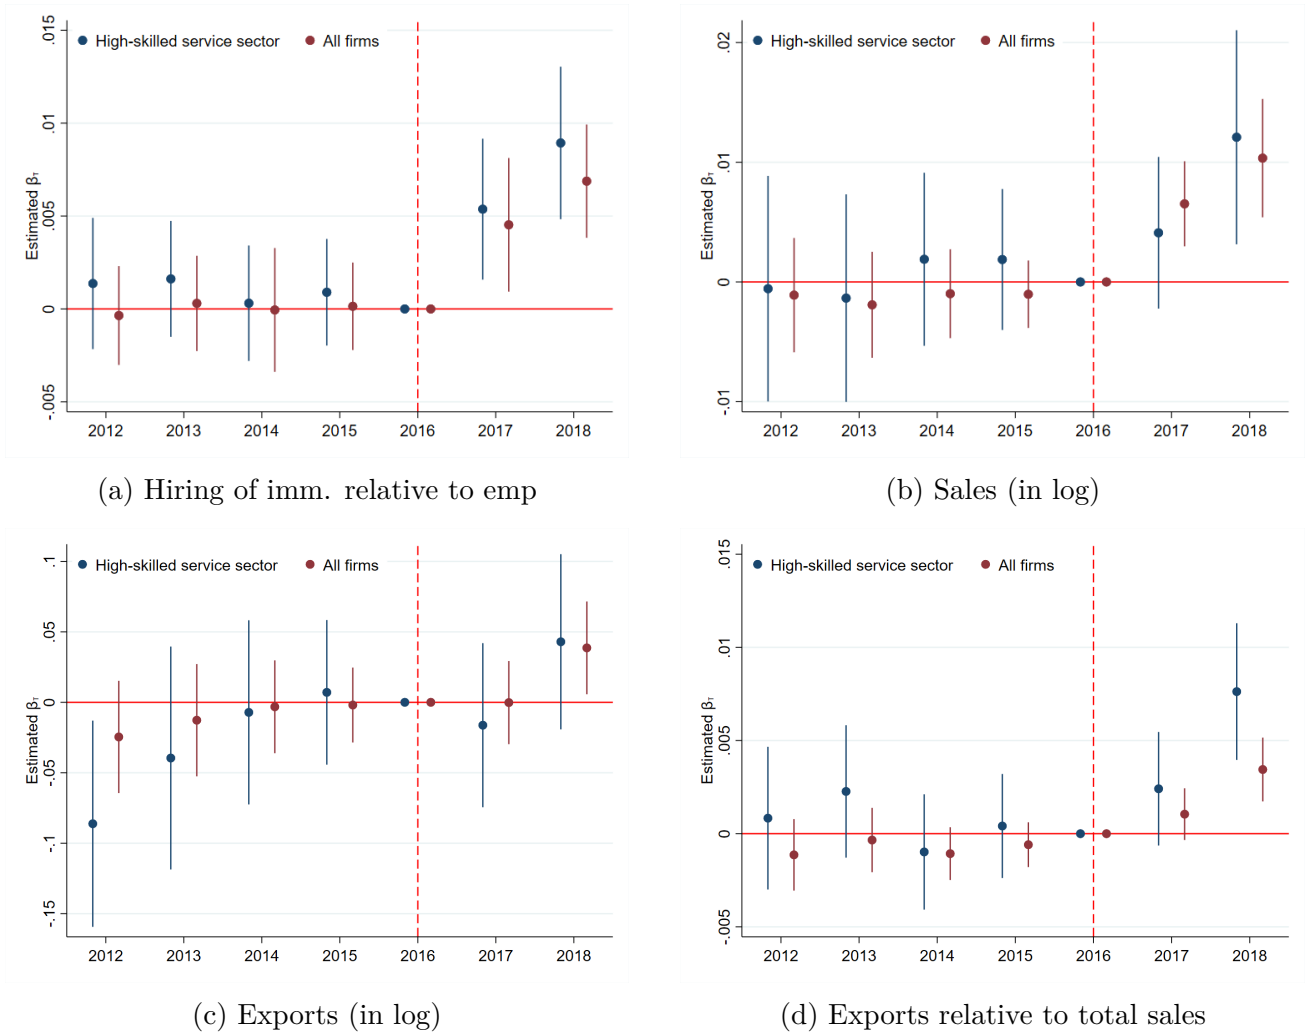 High-skilled service sector All firms
Estimated βτ
.015
.01
.005
0
-.005
2012 2013 2014 2015 2016 2017 2018
(a) Hiring of imm. relative to emp
High-skilled service sector All firms
Estimated βτ
.02
.01
0
-.01
2012 2013 2014 2015 2016 2017 2018
(b) Sales (in log)
High-skilled service sector All firms
Estimated βτ
.1
.05
0
-.05
-.1
-.15
2012 2013 2014 2015 2016 2017 2018
(c) Exports (in log)
High-skilled service sector All firms
Estimated βτ
.015
.01
.005
0
-.005
2012 2013 2014 2015 2016 2017 2018
(d) Exports relative to total sales